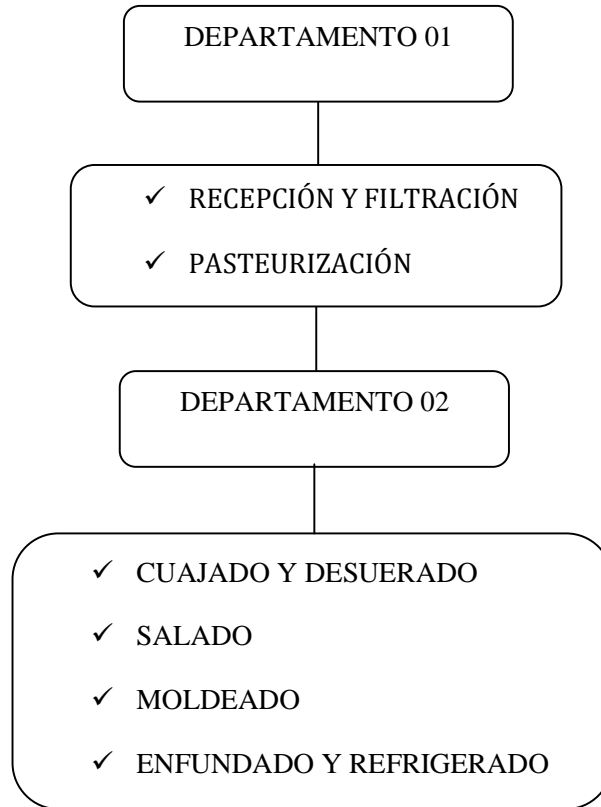 DEPARTAMENTO 01
✓ RECEPCIÓN Y FILTRACIÓN
✓ PASTEURIZACIÓN
DEPARTAMENTO 02
✓ CUAJADO Y DESUERADO
✓ SALADO
✓ MOLDEADO
✓ ENFUNDADO Y REFRIGERADO